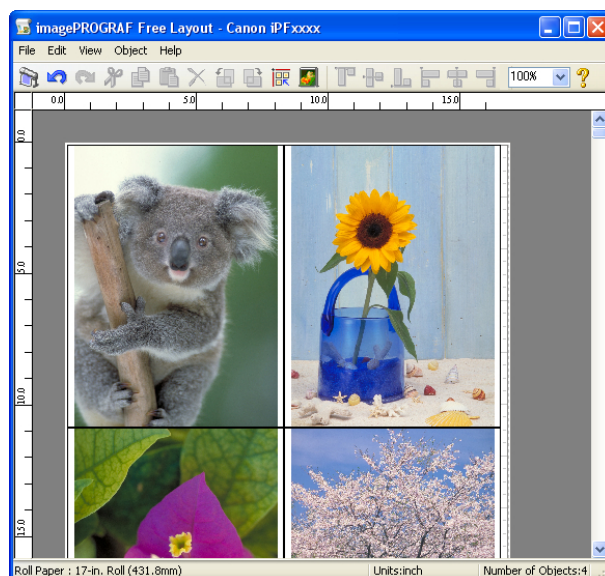 imagePROGRAF Free Layout - Canon iPFxxxx
File Edit View Object Help
100%
0.0 5.0 10.0 15.0
0.0
5.0
10.0
15.0
Roll Paper : 17-in. Roll (431.8mm) Units:inch Number of Objects:4